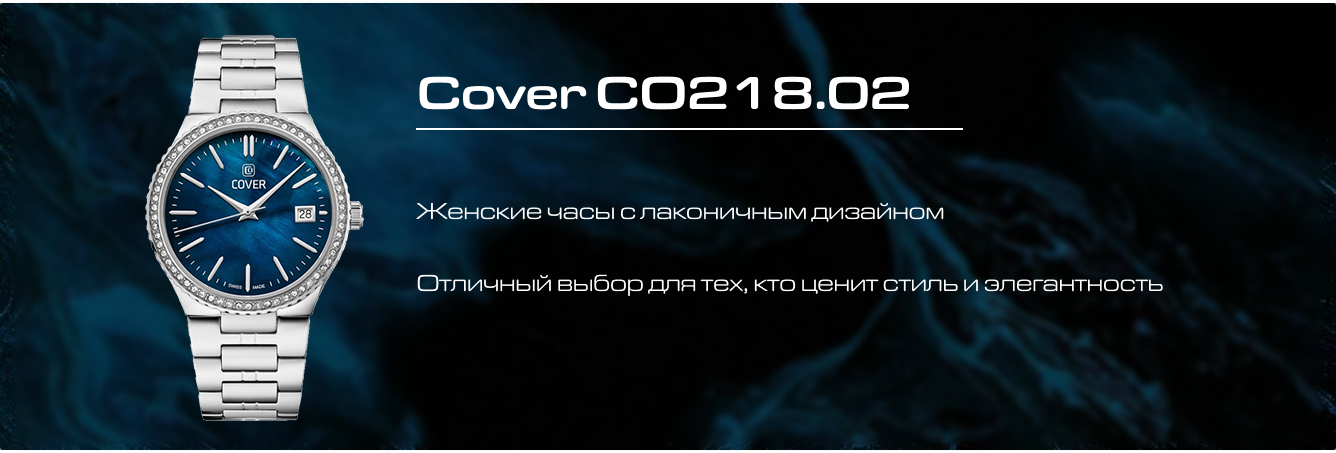 Cover CO218.02
COVER
28
SWISS MADE
Женские часы с лаконичным дизайном
Отличный выбор для тех, кто ценит стиль и элегантность